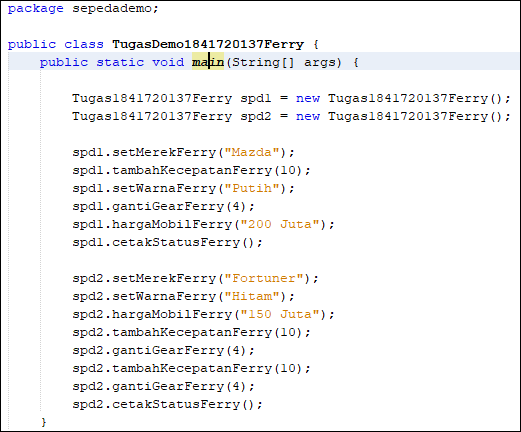 package sepedademo;
public class TugasDemo1841720137Ferry {
public static void main(String[] args) {
Tugas1841720137Ferry spd1 = new Tugas1841720137Ferry();
Tugas1841720137Ferry spd2 = new Tugas1841720137Ferry();
spd1.setMerekFerry("Mazda");
spd1.tambahKecepatanFerry(10);
spd1.setWarnaFerry("Putih");
spd1.gantiGearFerry(4);
spd1.hargaMobilFerry("200 Juta");
spd1.cetakStatusFerry();
spd2.setMerekFerry("Fortuner");
spd2.setWarnaFerry("Hitam");
spd2.hargaMobilFerry("150 Juta");
spd2.tambahKecepatanFerry(10);
spd2.gantiGearFerry(4);
spd2.tambahKecepatanFerry(10);
spd2.gantiGearFerry(4);
spd2.cetakStatusFerry();
}